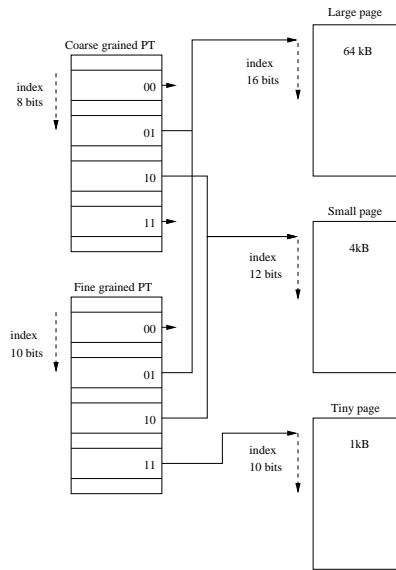 Coarse grained PT
index
8 bits
00
01
10
11
Fine grained PT
index
10 bits
00
01
10
11
Large page
64 kB
index
16 bits
Small page
4kB
index
12 bits
Tiny page
1kB
index
10 bits